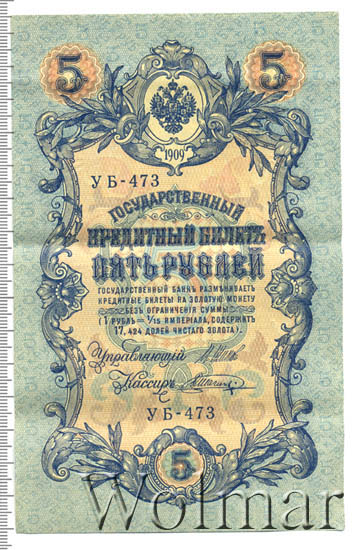 5 5
1909
УБ-473
ГОСУДАРСТВЕННЫЙ
КРЕДИТНЫЙ БИЛЕТЪ
ПЯТЬ РУБЛЕЙ
ГОСУДАРСТВЕННЫЙ БАНКЪ РАЗМѢНИВАЕТЪ
КРЕДИТНЫЕ БИЛЕТЫ НА ЗОЛОТУЮ МОНЕТУ
БЕЗЪ ОГРАНИЧЕНІЯ СУММЫ
(1 РУБЛЬ = 1/15 ИМПЕРІАЛА, СОДЕРЖИТЪ
17,424 ДОЛЕЙ ЧИСТАГО ЗОЛОТА).
Управляющій
Кассиръ
УБ-473
5
Wolmar